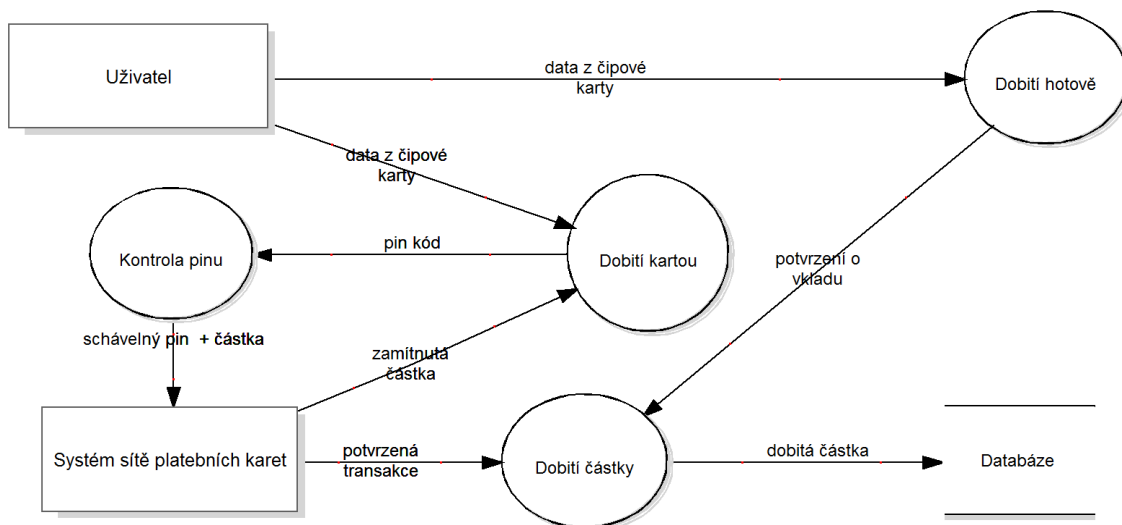 Uživatel
data z čipové
karty
Dobití hotově
data z čipové
karty
Kontrola pinu
pin kód
Dobití kartou
potvrzení o
vkladu
schávelný pin + částka
zamítnutá
částka
Systém sítě platebních karet
potvrzená
transakce
Dobití částky
dobitá částka
Databáze